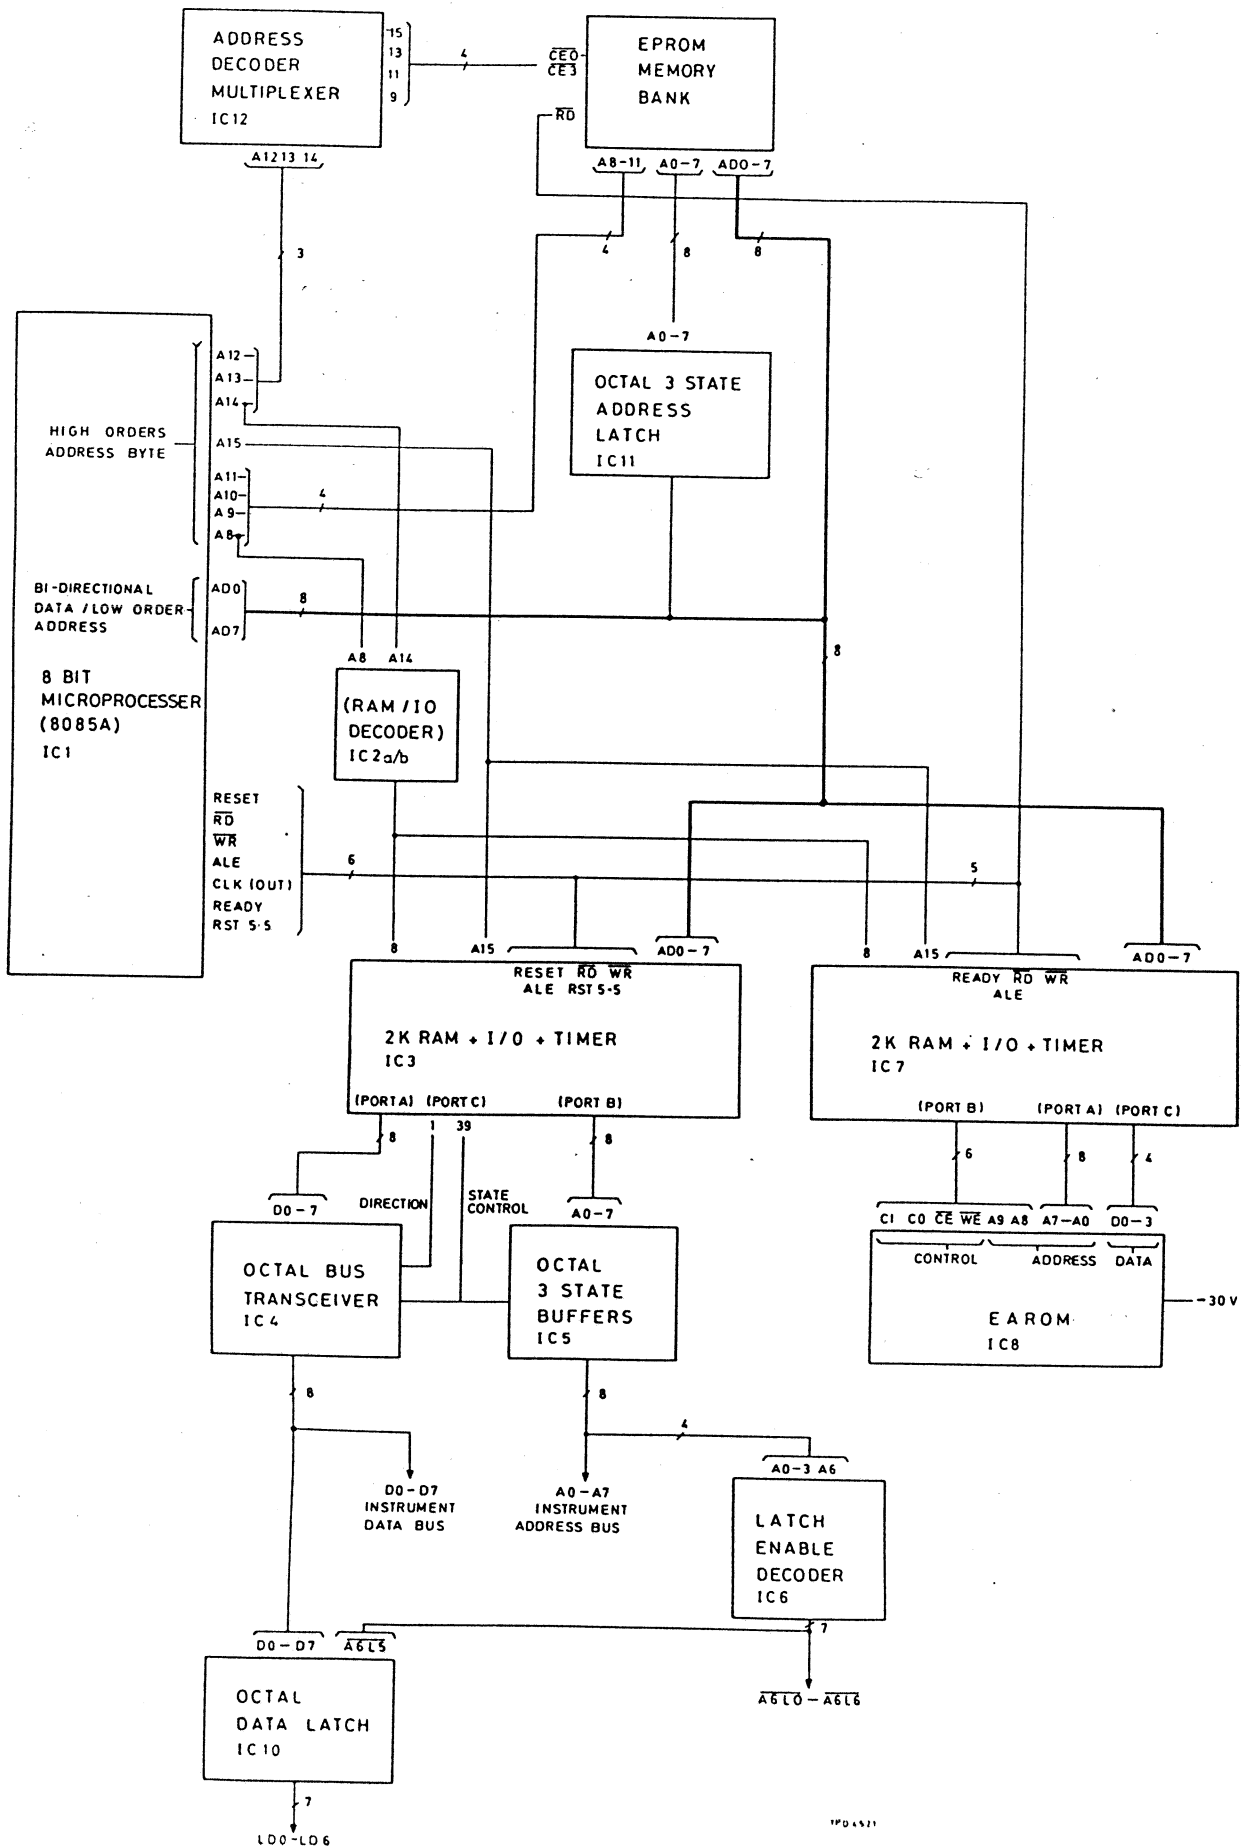 ADDRESS
DECODER
MULTIPLEXER
IC12
15
13
11
9
4
CE0
CE3
RD
EPROM
MEMORY
BANK
A12 13 14
A8-11 A0-7 AD0-7
3
4
8
8
A0-7
OCTAL 3 STATE
ADDRESS
LATCH
IC11
A12
A13
A14
A15
A11
A10
A9
A8
HIGH ORDERS
ADDRESS BYTE
4
BI-DIRECTIONAL
DATA/LOW ORDER
ADDRESS
AD0
AD7
8
8
8 BIT
MICROPROCESSER
(8085A)
IC1
A8 A14
(RAM/IO
DECODER)
IC2a/b
RESET
RD
WR
ALE
CLK (OUT)
READY
RST 5·5
6
5
8 A15 AD0-7
RESET RD WR
ALE RST 5·5
2K RAM + I/O + TIMER
IC3
(PORT A) (PORT C) (PORT B)
8 A15 AD0-7
READY RD WR
ALE
2K RAM + I/O + TIMER
IC7
(PORT B) (PORT A) (PORT C)
8
1 39
8
DIRECTION
STATE
CONTROL
D0-7
A0-7
6
8
4
C1 C0 CE WE A9 A8 A7-A0 D0-3
CONTROL ADDRESS DATA
EAROM
IC8
-30V
OCTAL BUS
TRANSCEIVER
IC4
OCTAL
3 STATE
BUFFERS
IC5
8
8
4
D0-D7
INSTRUMENT
DATA BUS
A0-A7
INSTRUMENT
ADDRESS BUS
A0-3 A6
LATCH
ENABLE
DECODER
IC6
7
A6L0-A6L6
D0-D7 A6L5
OCTAL
DATA LATCH
IC10
7
LD0-LD6